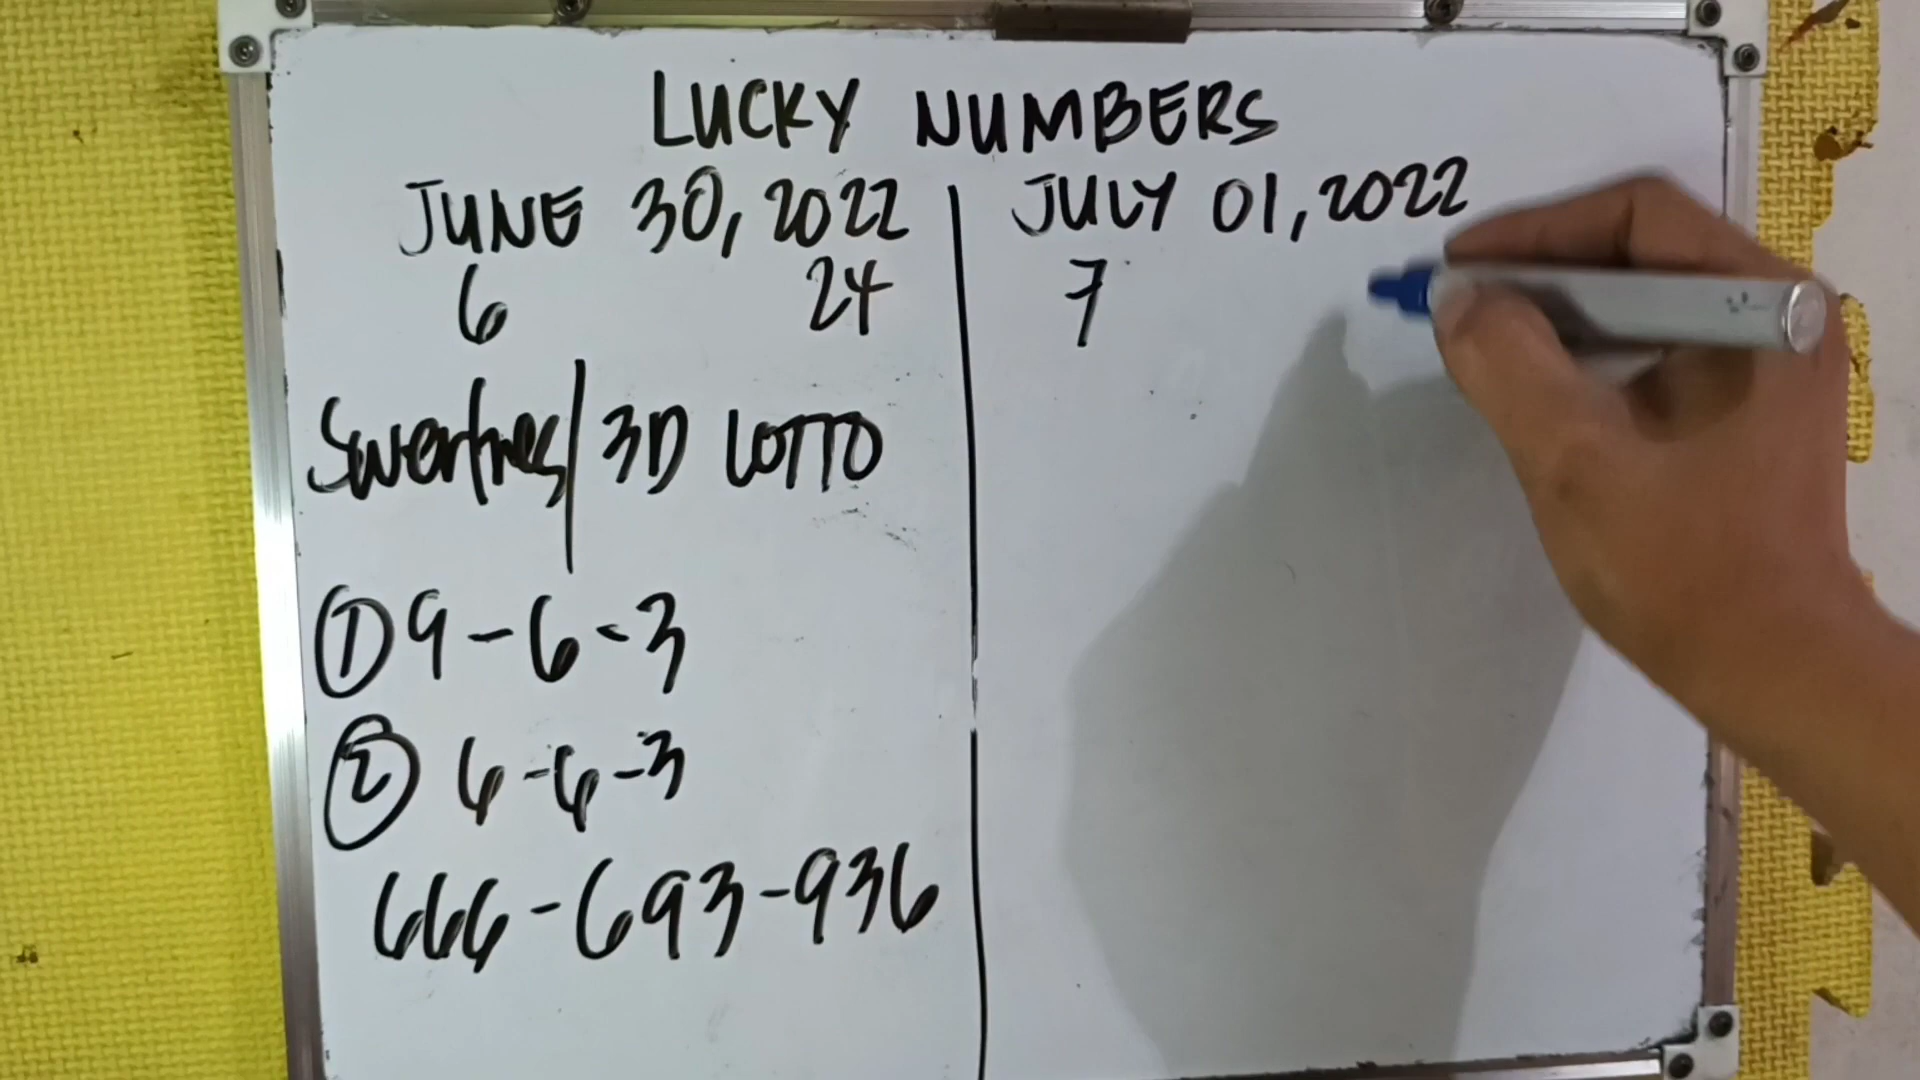 LUCKY NUMBERS
JUNE 30, 2022
6 24
Swertres/3D LOTTO
1 9-6-3
2 6-6-3
666-693-936
JULY 01, 2022
7